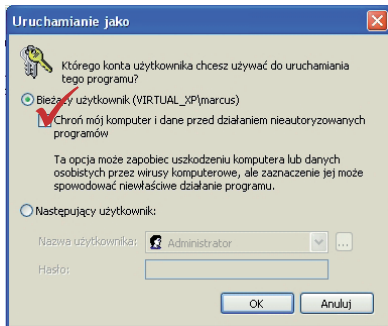 Uruchamianie jako
Którego konta użytkownika chcesz używać do uruchamiania
tego programu?
Bieżący użytkownik (VIRTUAL_XP\marcus)
Chroń mój komputer i dane przed działaniem nieautoryzowanych
programów
Ta opcja może zapobiec uszkodzeniu komputera lub danych
osobistych przez wirusy komputerowe, ale zaznaczenie jej może
spowodować niewłaściwe działanie programu.
Następujący użytkownik:
Nazwa użytkownika: Administrator ...
Hasło:
OK Anuluj